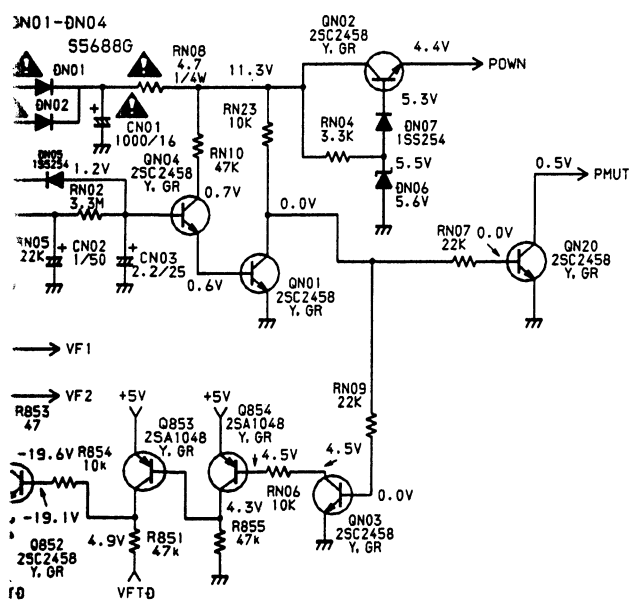 DN01-DN04
S5688G
DN01
DN02
RN08
4.7
1/4W
11.3V
QN02
2SC2458
Y, GR
4.4V
POWN
5.3V
DN07
1SS254
RN04
3.3K
5.5V
DN06
5.6V
CN01
1000/16
RN23
10K
RN10
47K
DN05
1SS254
1.2V
QN04
2SC2458
Y, GR
RN02
3.3M
0.7V
0.0V
0.5V
PMUT
RN05
22K
CN02
1/50
CN03
2.2/25
0.6V
QN01
2SC2458
Y, GR
RN07
22K
0.0V
QN20
2SC2458
Y, GR
VF1
VF2
R853
47
+5V
Q853
2SA1048
Y, GR
+5V
Q854
2SA1048
Y, GR
RN09
22K
-19.6V
R854
10k
4.5V
4.5V
RN06
10K
0.0V
-19.1V
4.3V
QN03
2SC2458
Y, GR
Q852
2SC2458
Y, GR
4.9V
R851
47k
R855
47k
VFTD